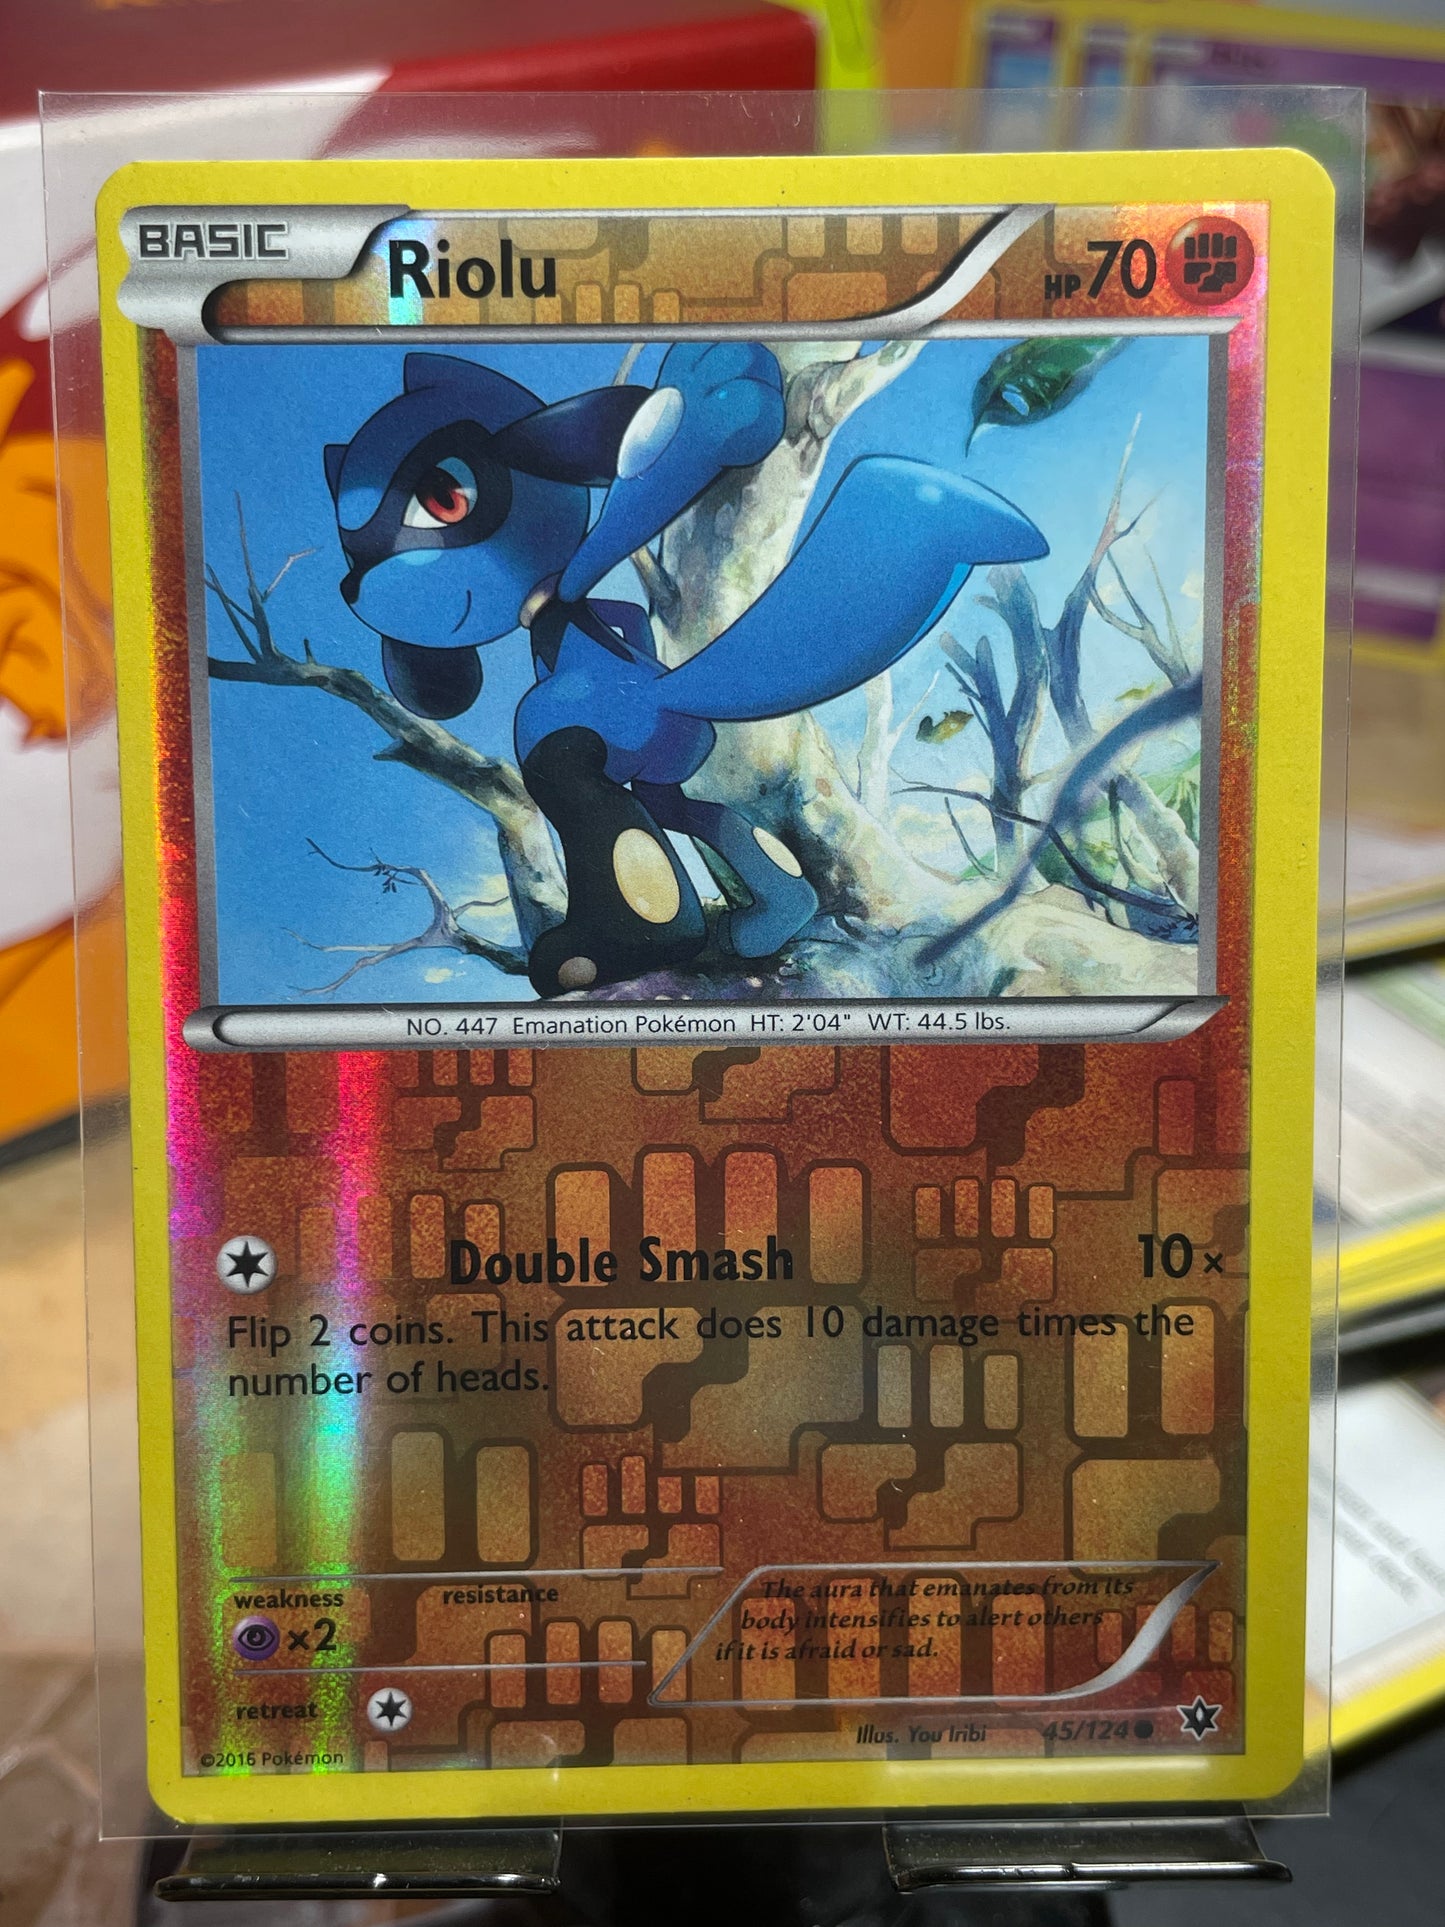 BASIC
Riolu
HP 70
NO. 447 Emanation Pokémon HT: 2'04" WT: 44.5 lbs.
Double Smash 10×
Flip 2 coins. This attack does 10 damage times the
number of heads.
weakness resistance
×2
The aura that emanates from its
body intensifies to alert others
if it is afraid or sad.
retreat
Illus. You Iribi 45/124
©2016 Pokémon